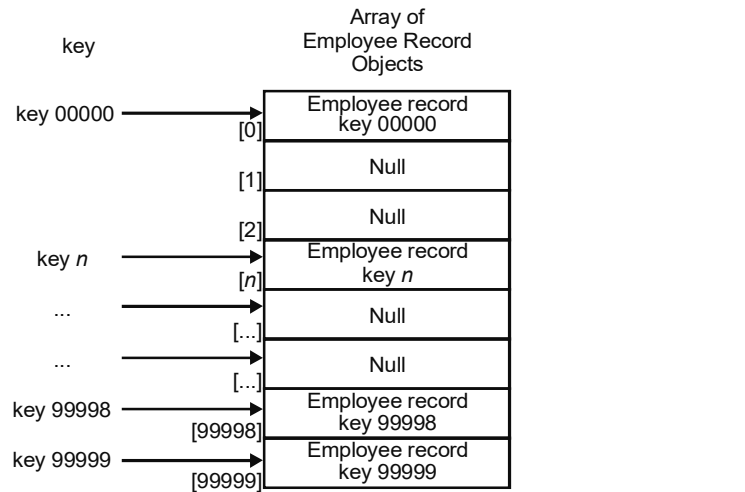 key
Array of
Employee Record
Objects
key 00000
[0]
Employee record
key 00000
[1]
Null
[2]
Null
key n
[n]
Employee record
key n
...
[...]
Null
...
[...]
Null
key 99998
[99998]
Employee record
key 99998
key 99999
[99999]
Employee record
key 99999